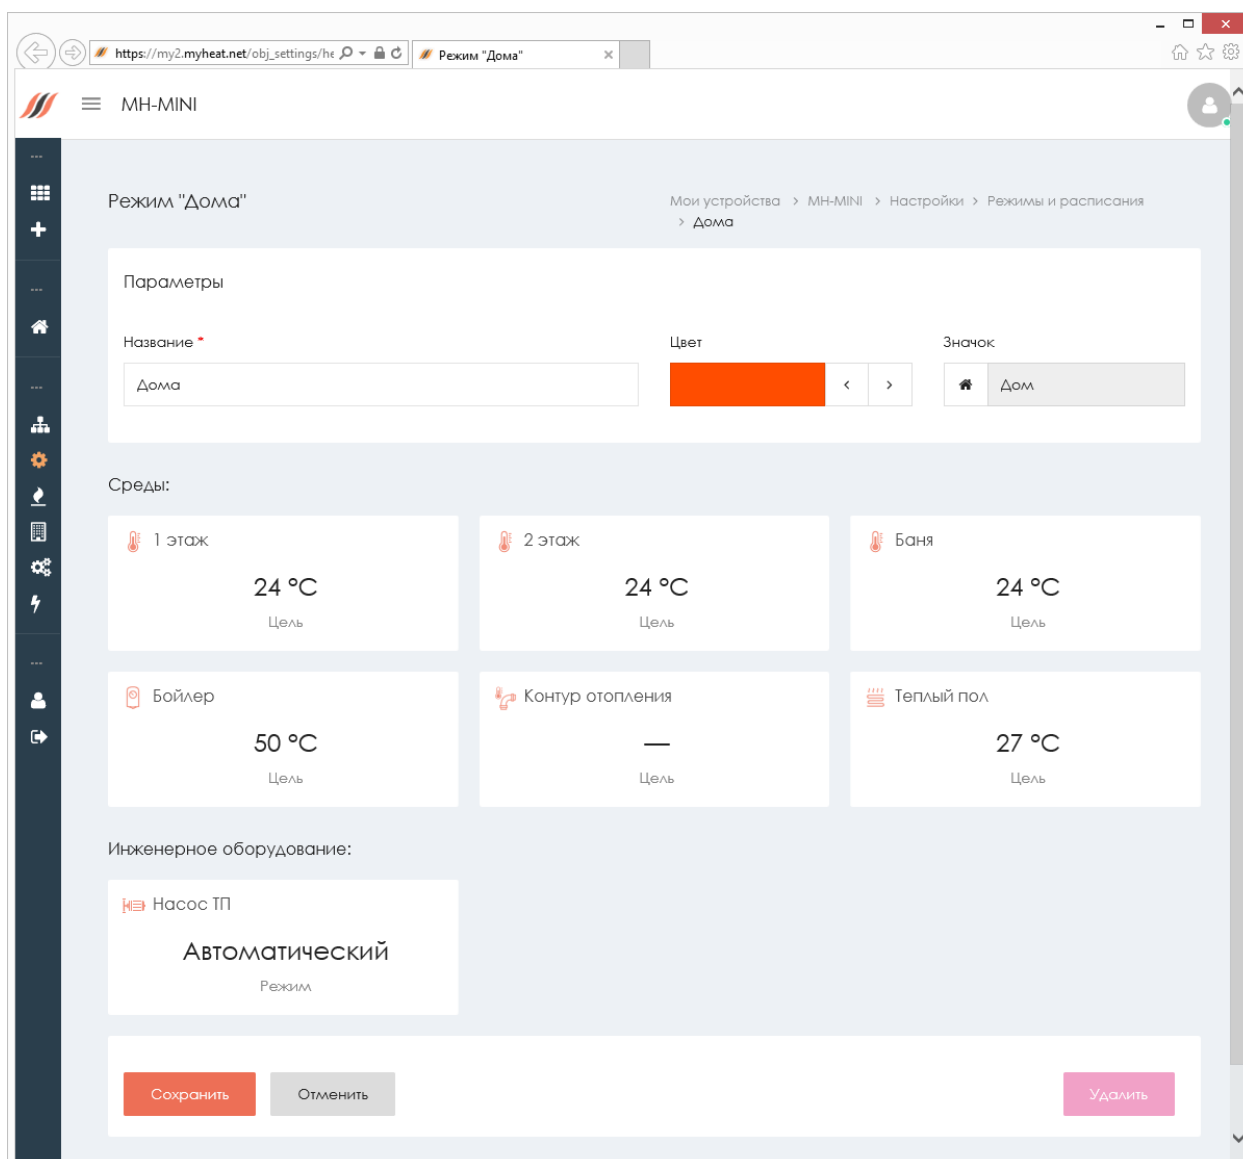 https://my2.myheat.net/obj_settings/he
Режим "Дома"
MH-MINI
Режим "Дома"
Мои устройства > MH-MINI > Настройки > Режимы и расписания
> Дома
Параметры
Название *
Цвет
Значок
Дома
Дом
Среды:
1 этаж
2 этаж
Баня
24 °C
24 °C
24 °C
Цель
Цель
Цель
Бойлер
Контур отопления
Теплый пол
50 °C
—
27 °C
Цель
Цель
Цель
Инженерное оборудование:
Насос ТП
Автоматический
Режим
Сохранить
Отменить
Удалить